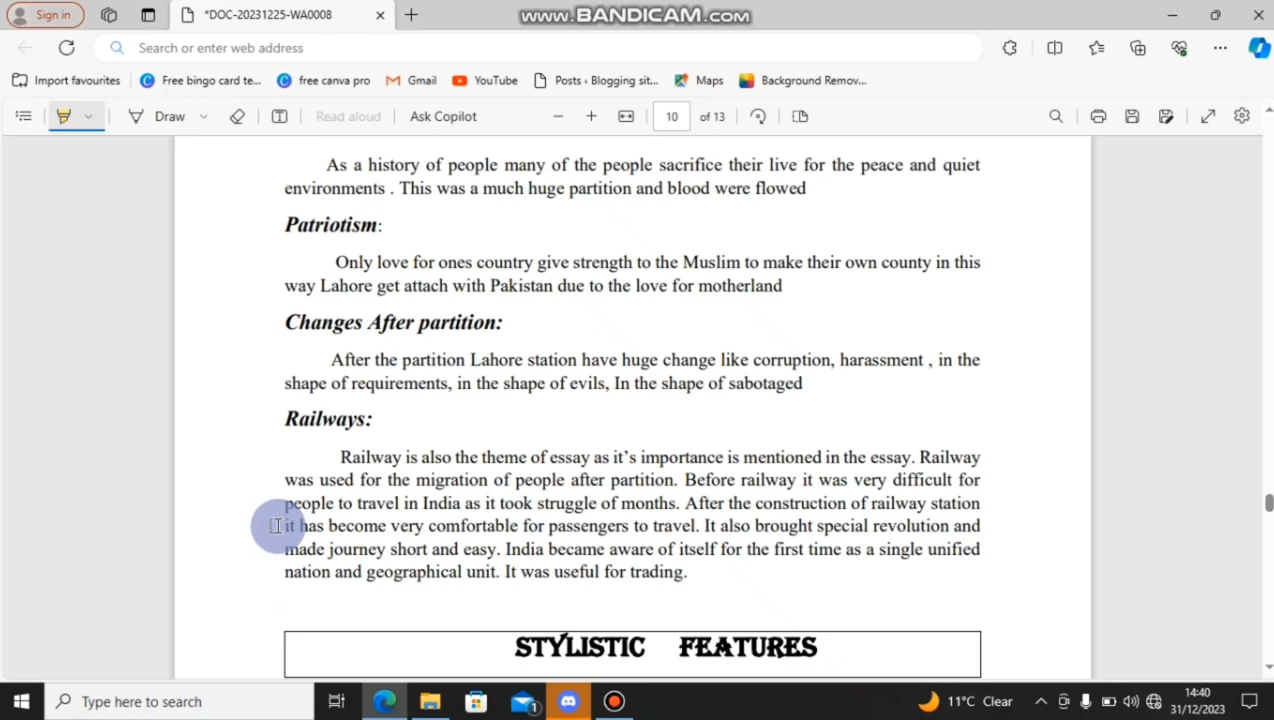 Sign in
*DOC-20231225-WA0008
www.BANDICAM.com
Search or enter web address
Import favourites
Free bingo card te...
free canva pro
Gmail
YouTube
Posts ‹ Blogging sit...
Maps
Background Remov...
Draw
Read aloud
Ask Copilot
10 of 13
As a history of people many of the people sacrifice their live for the peace and quiet
environments . This was a much huge partition and blood were flowed
Patriotism:
Only love for ones country give strength to the Muslim to make their own county in this
way Lahore get attach with Pakistan due to the love for motherland
Changes After partition:
After the partition Lahore station have huge change like corruption, harassment , in the
shape of requirements, in the shape of evils, In the shape of sabotaged
Railways:
Railway is also the theme of essay as it’s importance is mentioned in the essay. Railway
was used for the migration of people after partition. Before railway it was very difficult for
people to travel in India as it took struggle of months. After the construction of railway station
it has become very comfortable for passengers to travel. It also brought special revolution and
made journey short and easy. India became aware of itself for the first time as a single unified
nation and geographical unit. It was useful for trading.
STYLISTIC FEATURES
Type here to search
1
11°C Clear
14:40
31/12/2023